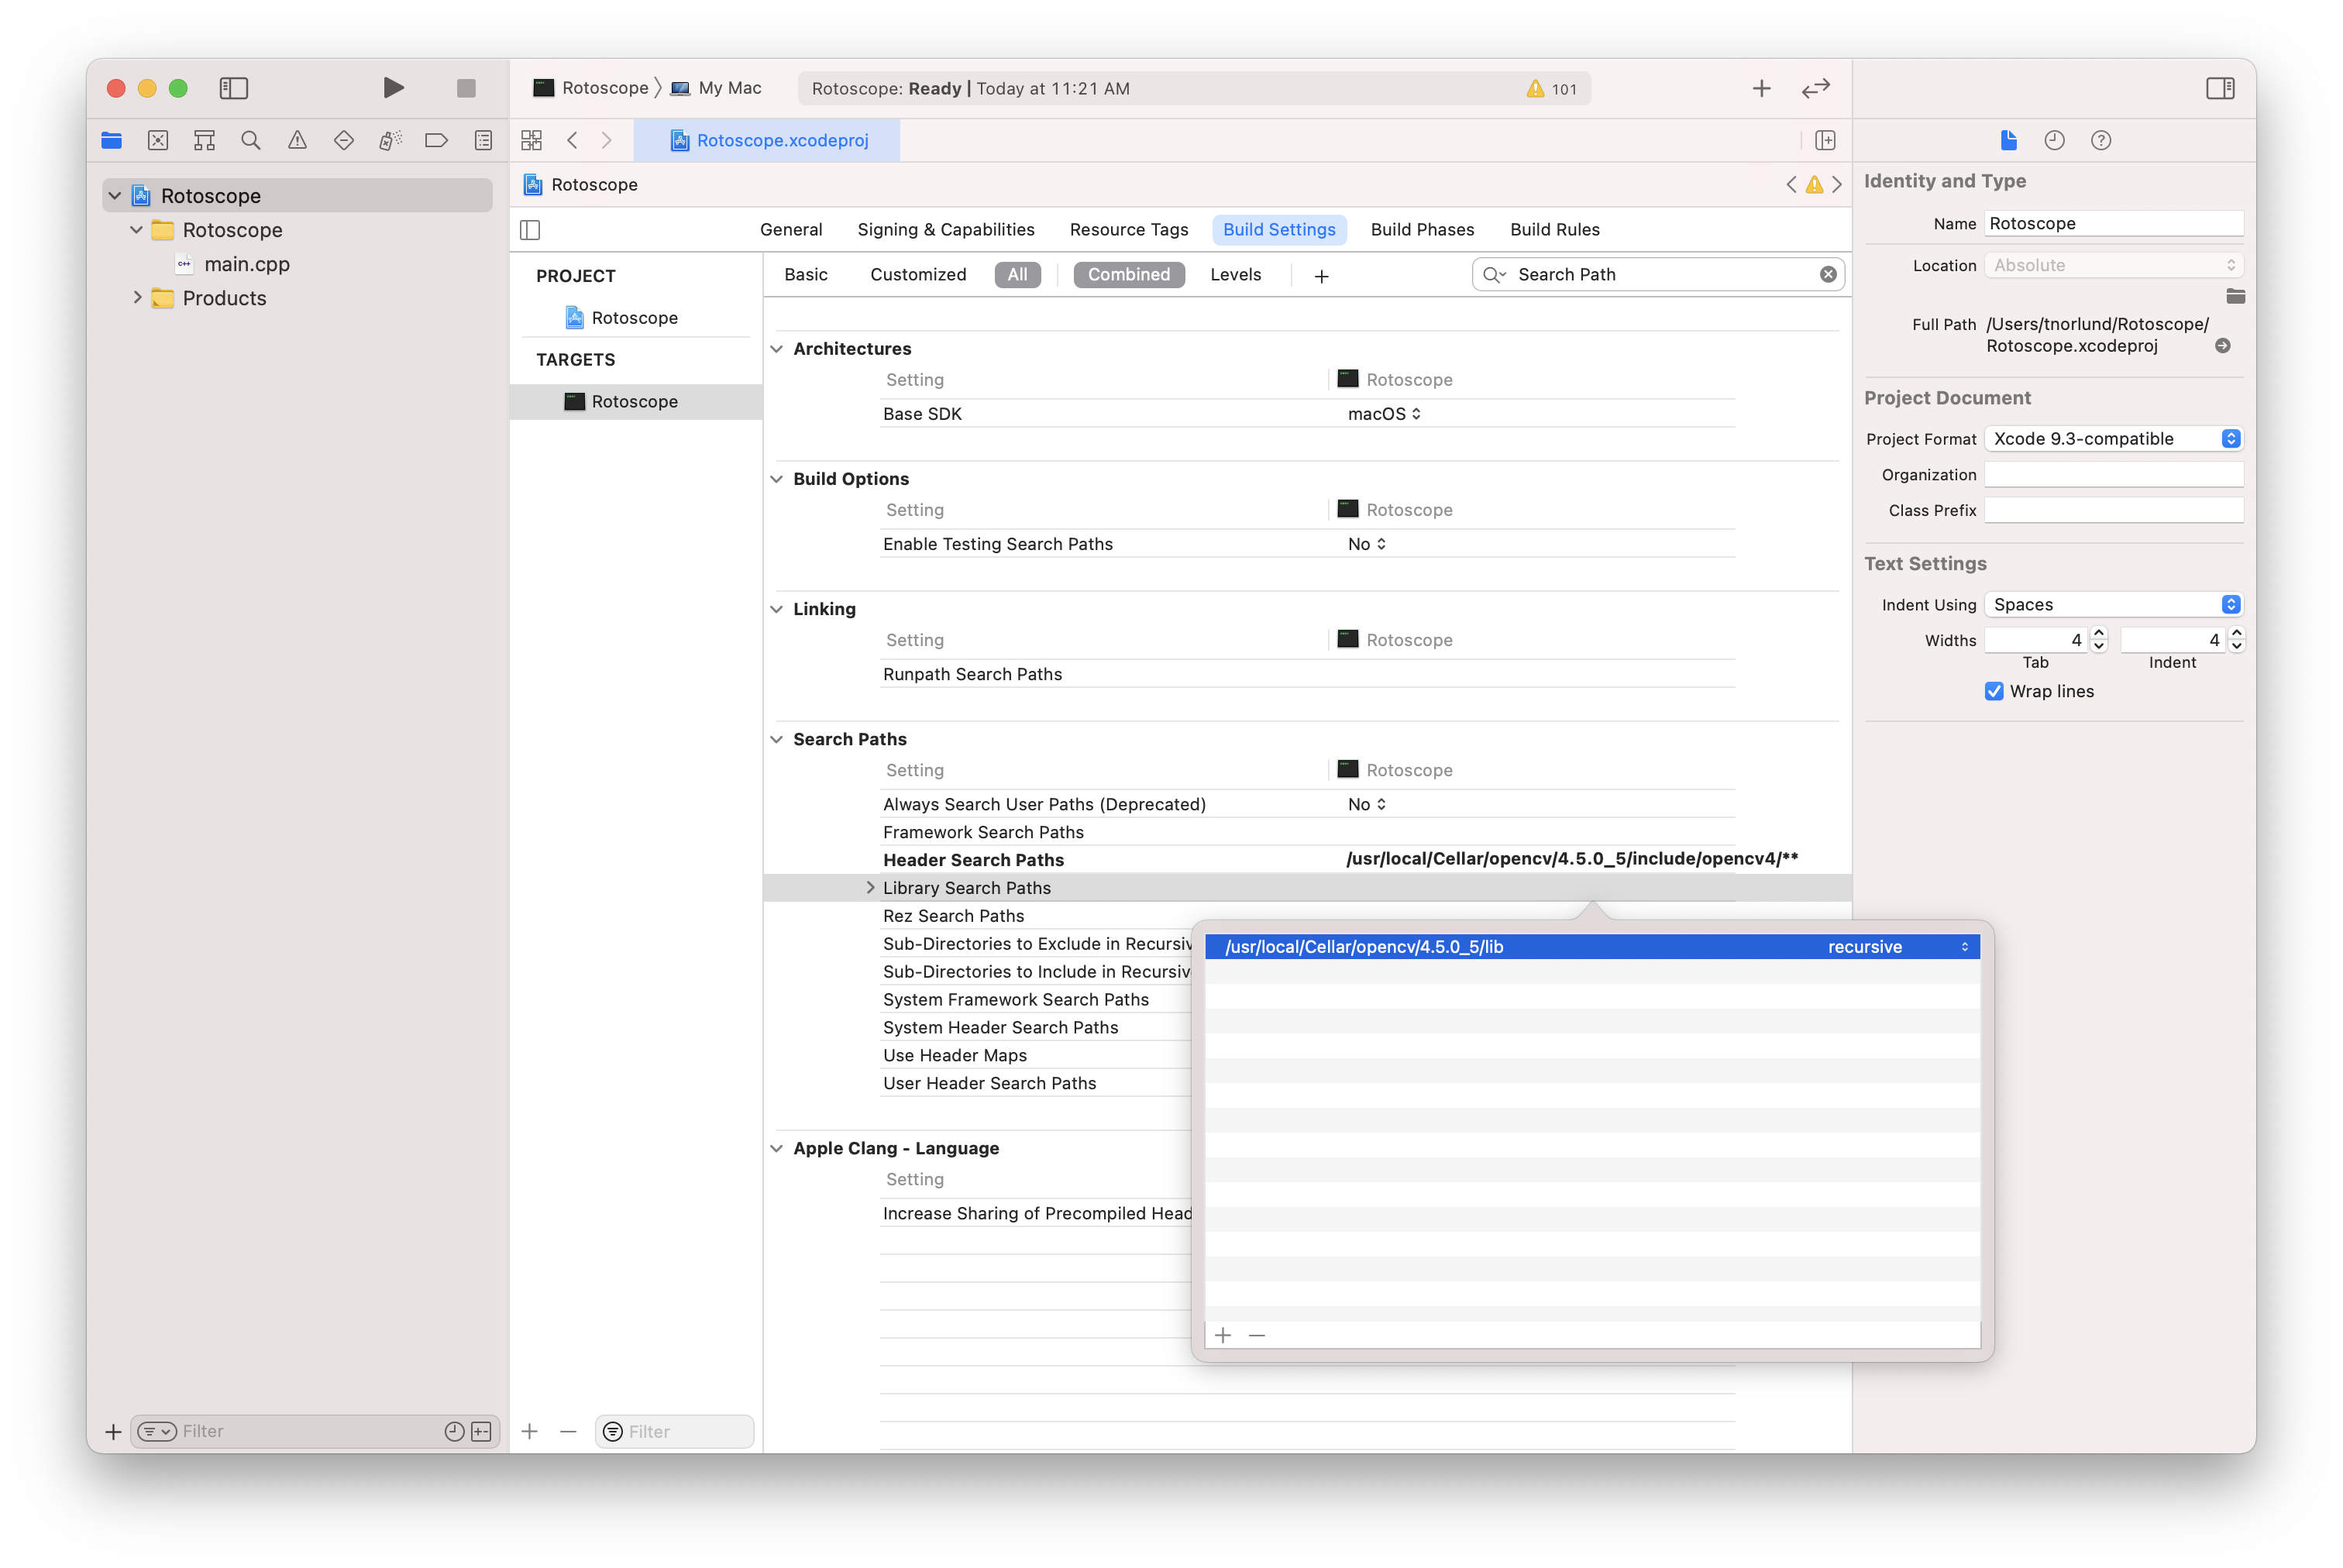 Rotoscope
My Mac
Rotoscope: Ready | Today at 11:21 AM
101
Rotoscope.xcodeproj
Rotoscope
Rotoscope
main.cpp
Products
Filter
Rotoscope
General
Signing & Capabilities
Resource Tags
Build Settings
Build Phases
Build Rules
PROJECT
Rotoscope
TARGETS
Rotoscope
Filter
Basic
Customized
All
Combined
Levels
Search Path
Architectures
Setting
Rotoscope
Base SDK
macOS
Build Options
Setting
Rotoscope
Enable Testing Search Paths
No
Linking
Setting
Rotoscope
Runpath Search Paths
Search Paths
Setting
Rotoscope
Always Search User Paths (Deprecated)
No
Framework Search Paths
Header Search Paths
/usr/local/Cellar/opencv/4.5.0_5/include/opencv4/**
Library Search Paths
Rez Search Paths
Sub-Directories to Exclude in Recursiv
Sub-Directories to Include in Recursiv
System Framework Search Paths
System Header Search Paths
Use Header Maps
User Header Search Paths
/usr/local/Cellar/opencv/4.5.0_5/lib
recursive
Apple Clang - Language
Setting
Increase Sharing of Precompiled Head
Identity and Type
Name
Rotoscope
Location
Absolute
Full Path
/Users/tnorlund/Rotoscope/
Rotoscope.xcodeproj
Project Document
Project Format
Xcode 9.3-compatible
Organization
Class Prefix
Text Settings
Indent Using
Spaces
Widths
4
4
Tab
Indent
Wrap lines